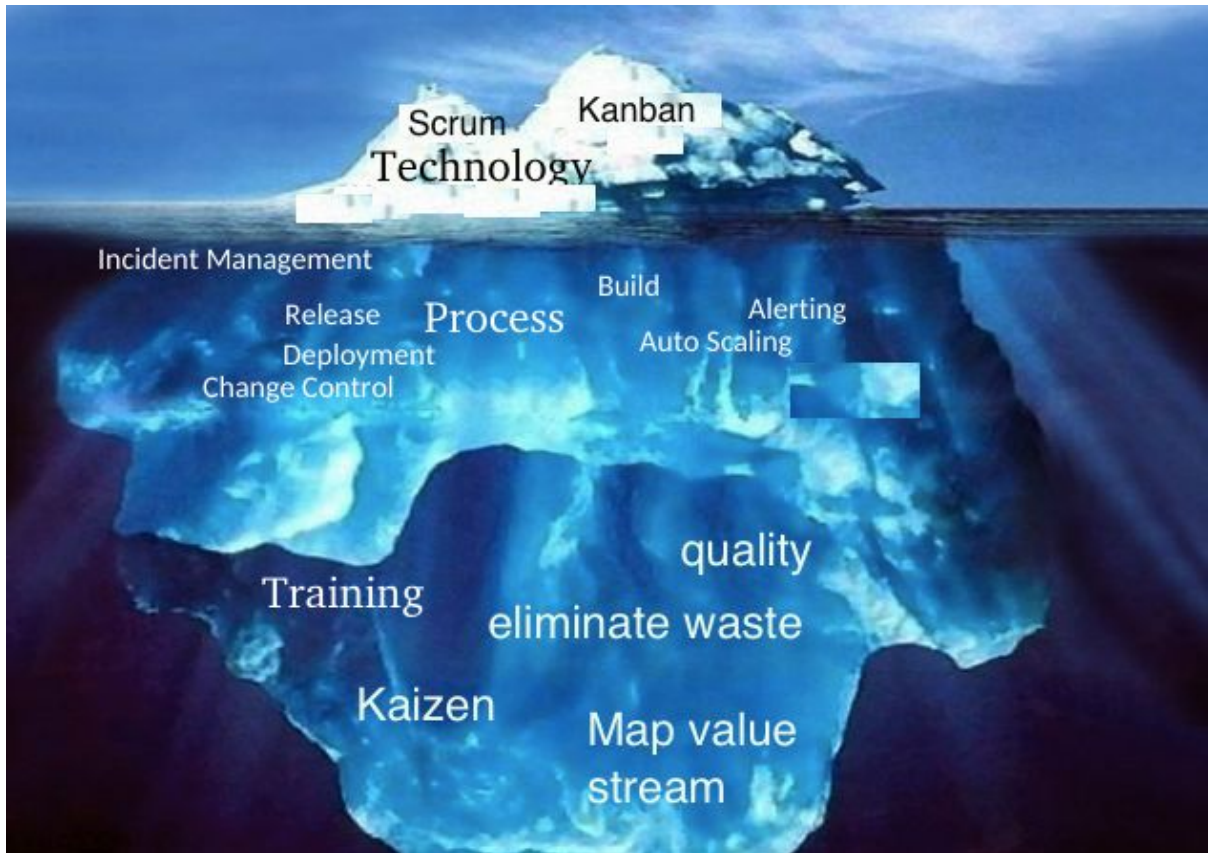 Scrum
Kanban
Technology
Incident Management
Build
Release
Process
Alerting
Auto Scaling
Deployment
Change Control
quality
Training
eliminate waste
Kaizen
Map value
stream